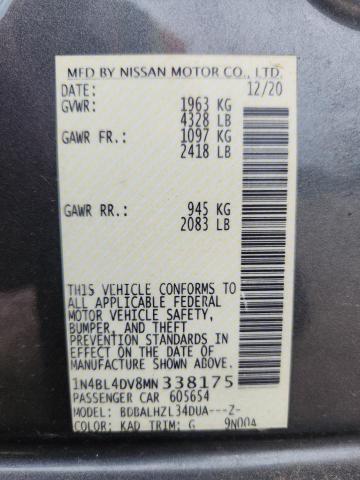 MFD BY NISSAN MOTOR CO., LTD.
DATE: 12/20
GVWR: 1963 KG
4328 LB
GAWR FR.: 1097 KG
2418 LB
GAWR RR.: 945 KG
2083 LB
THIS VEHICLE CONFORMS TO
ALL APPLICABLE FEDERAL
MOTOR VEHICLE SAFETY,
BUMPER, AND THEFT
PREVENTION STANDARDS IN
EFFECT ON THE DATE OF
MANUFACTURE SHOWN ABOVE.
1N4BL4DV8MN338175
PASSENGER CAR 605654
MODEL: BDBALHZL34DUA---Z-
COLOR: KAD TRIM: G 9N00A